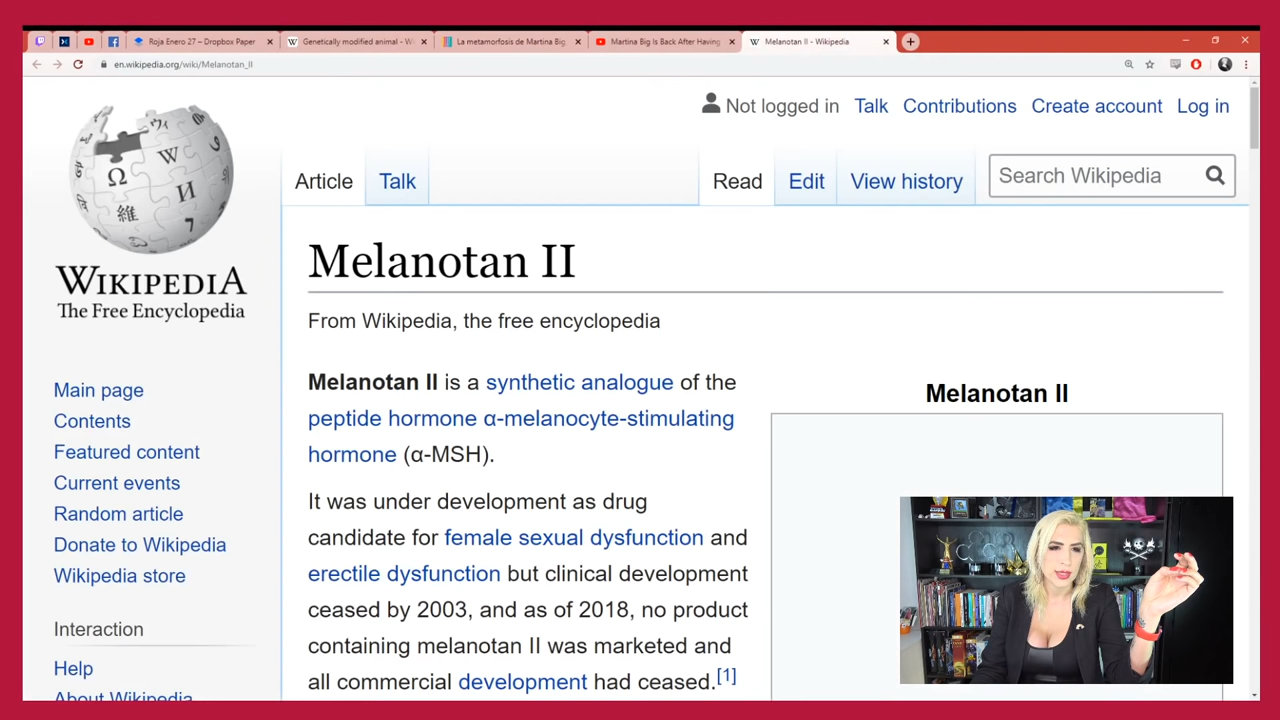 Roja Enero 27 – Dropbox Paper
Genetically modified animal - W
La metamorfosis de Martina Big,
Martina Big Is Back After Having
Melanotan II - Wikipedia
en.wikipedia.org/wiki/Melanotan_II
Not logged in Talk Contributions Create account Log in
Article Talk Read Edit View history Search Wikipedia
WIKIPEDIA
The Free Encyclopedia
Main page
Contents
Featured content
Current events
Random article
Donate to Wikipedia
Wikipedia store
Interaction
Help
About Wikipedia
Melanotan II
From Wikipedia, the free encyclopedia
Melanotan II is a synthetic analogue of the
peptide hormone α-melanocyte-stimulating
hormone (α-MSH).
It was under development as drug
candidate for female sexual dysfunction and
erectile dysfunction but clinical development
ceased by 2003, and as of 2018, no product
containing melanotan II was marketed and
all commercial development had ceased.[1]
Melanotan II